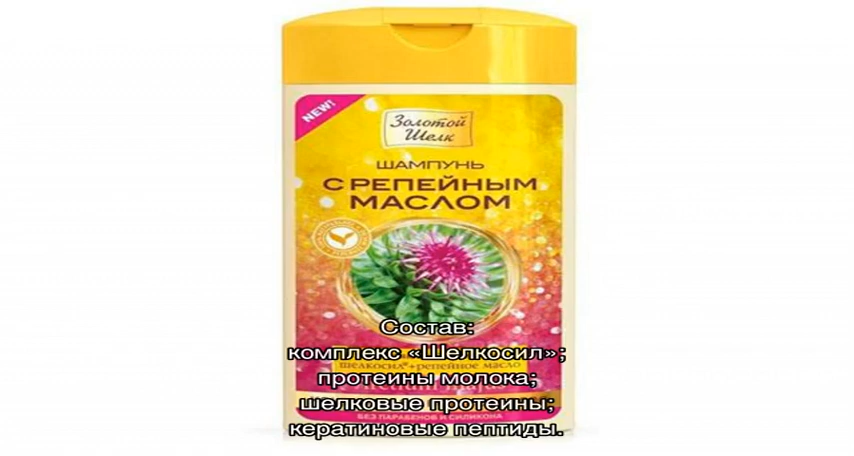 NEW!
Золотой
Шелк
ШАМПУНЬ
С РЕПЕЙНЫМ
МАСЛОМ
Состав:
комплекс «Шелкосил»;
шелкосил+репейное масло
протеины молока;
шелковые протеины;
БЕЗ ПАРАБЕНОВ И СИЛИКОНА
кератиновые пептиды.